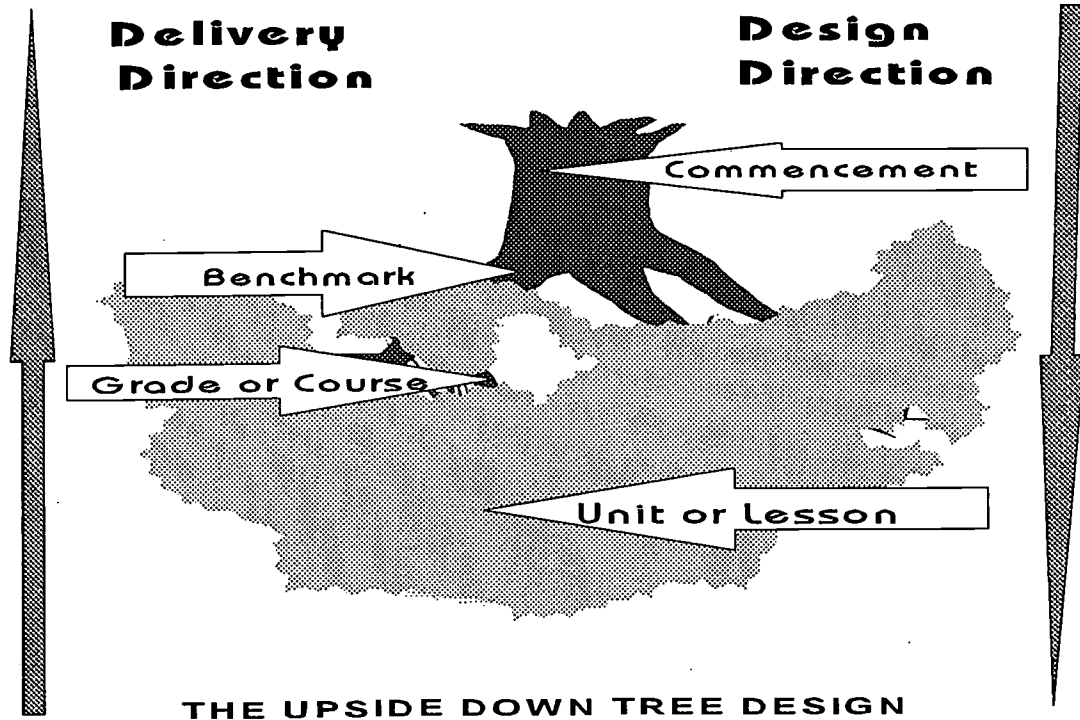 Delivery
Direction
Design
Direction
Commencement
Benchmark
Grade or Course
Unit or Lesson
THE UPSIDE DOWN TREE DESIGN